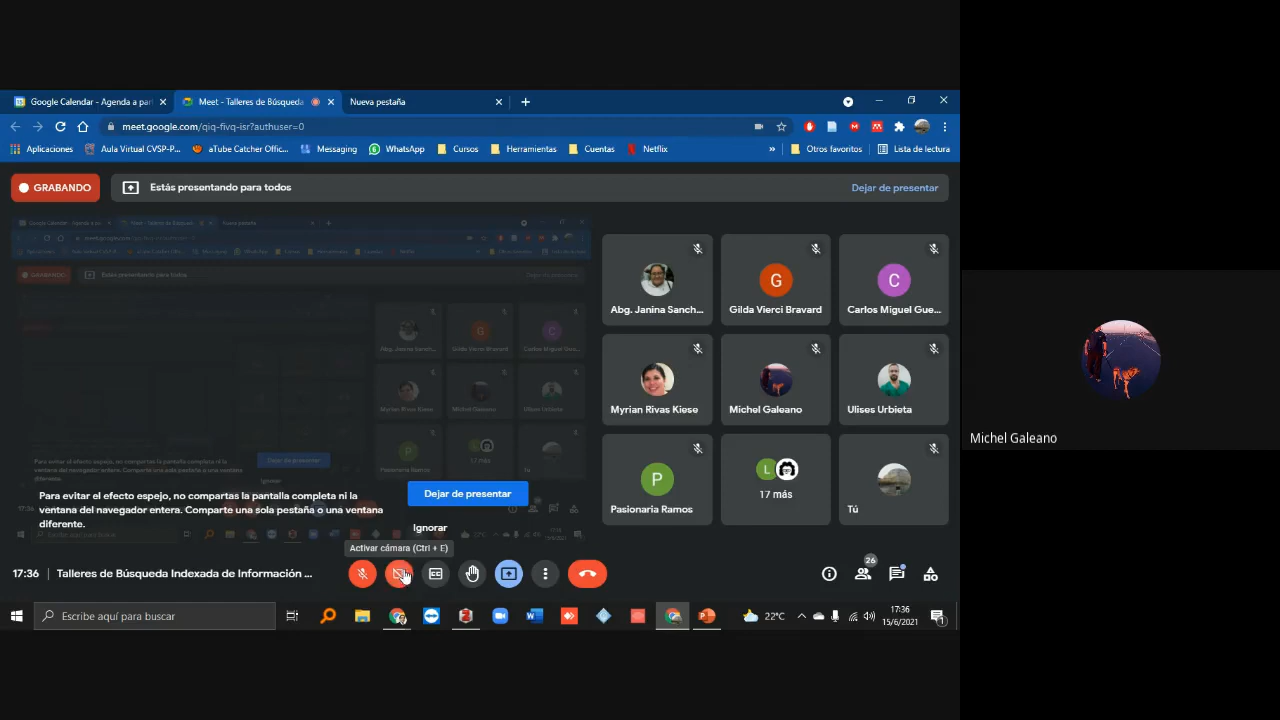 Google Calendar - Agenda a part
Meet - Talleres de Búsqueda
Nueva pestaña
meet.google.com/qiq-fivq-isr?authuser=0
Aplicaciones
Aula Virtual CVSP-P...
aTube Catcher Offic...
Messaging
WhatsApp
Cursos
Herramientas
Cuentas
Netflix
»
Otros favoritos
Lista de lectura
GRABANDO
Estás presentando para todos
Dejar de presentar
Abg. Janina Sanch...
G
Gilda Vierci Bravard
C
Carlos Miguel Gue...
Myrian Rivas Kiese
Michel Galeano
Ulises Urbieta
P
Pasionaria Ramos
L
17 más
Tú
Michel Galeano
Para evitar el efecto espejo, no compartas la pantalla completa ni la
ventana del navegador entera. Comparte una sola pestaña o una ventana
diferente.
Dejar de presentar
Ignorar
Activar cámara (Ctrl + E)
17:36
Talleres de Búsqueda Indexada de Información ...
26
Escribe aquí para buscar
22°C
17:36
15/6/2021
1